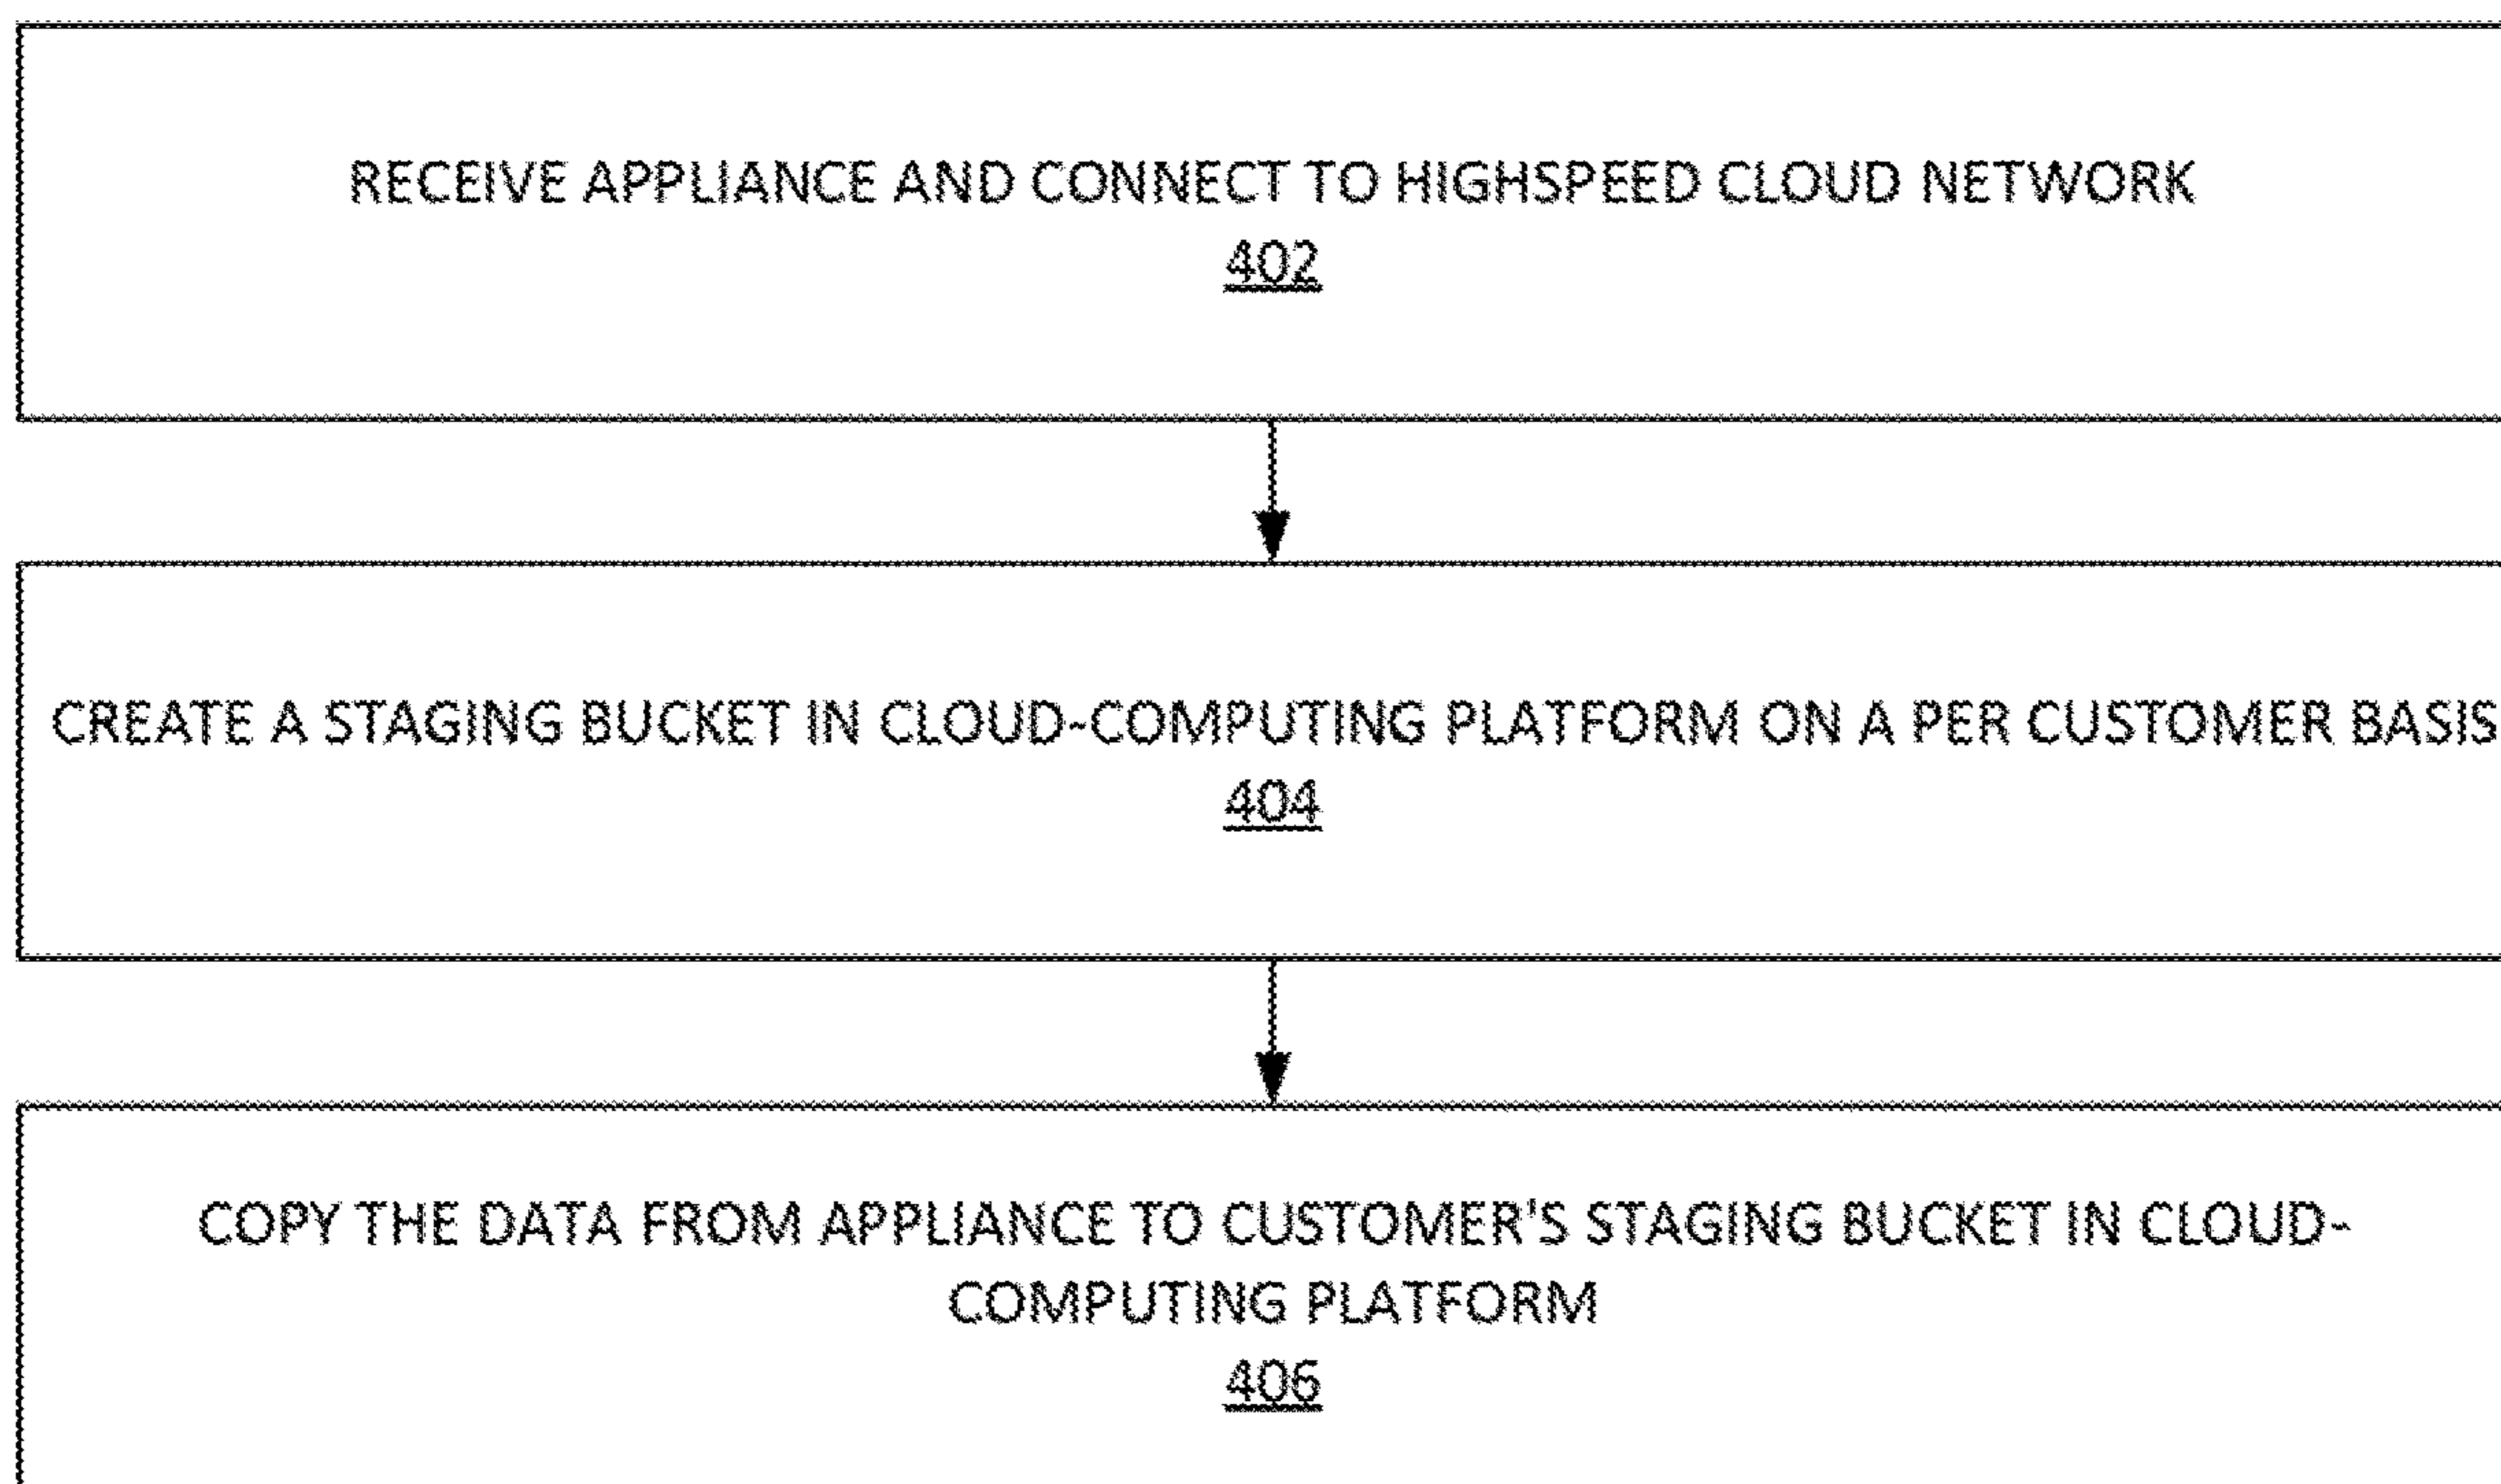 RECEIVE APPLIANCE AND CONNECT TO HIGHSPEED CLOUD NETWORK
402
CREATE A STAGING BUCKET IN CLOUD-COMPUTING PLATFORM ON A PER CUSTOMER BASIS
404
COPY THE DATA FROM APPLIANCE TO CUSTOMER'S STAGING BUCKET IN CLOUD-
COMPUTING PLATFORM
406